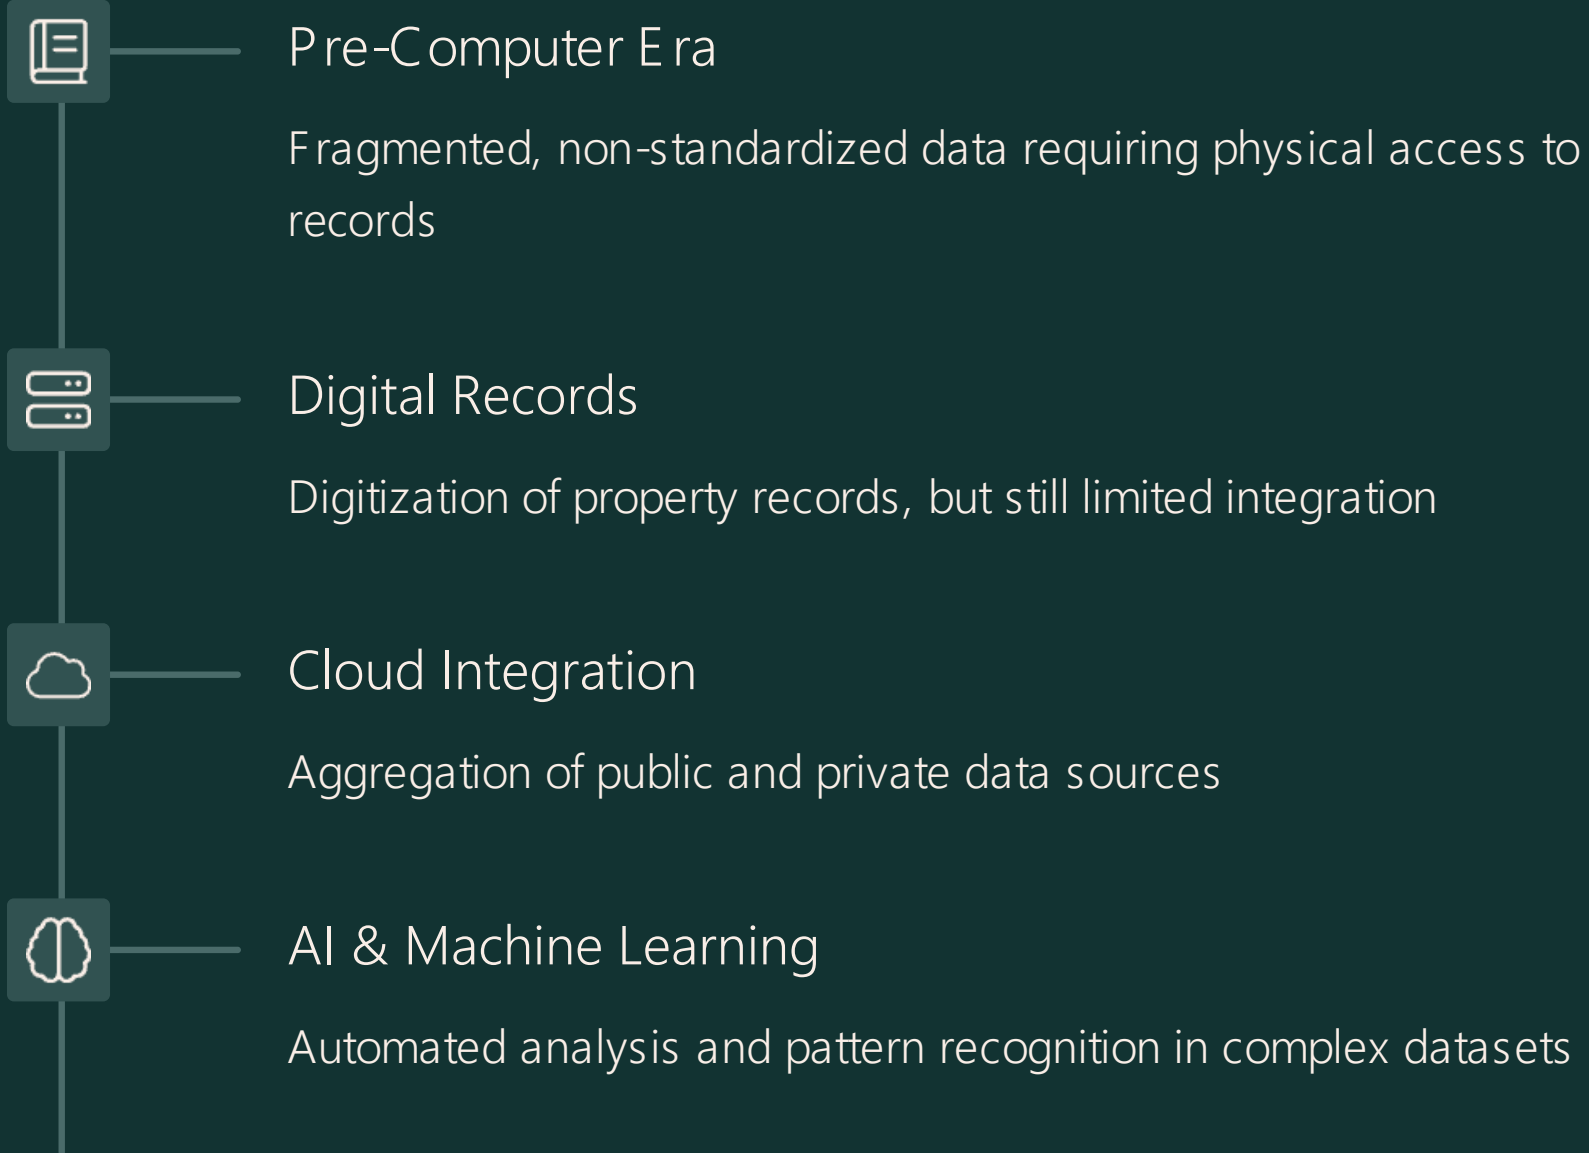 Pre-Computer Era
Fragmented, non-standardized data requiring physical access to
records
Digital Records
Digitization of property records, but still limited integration
Cloud Integration
Aggregation of public and private data sources
AI & Machine Learning
Automated analysis and pattern recognition in complex datasets